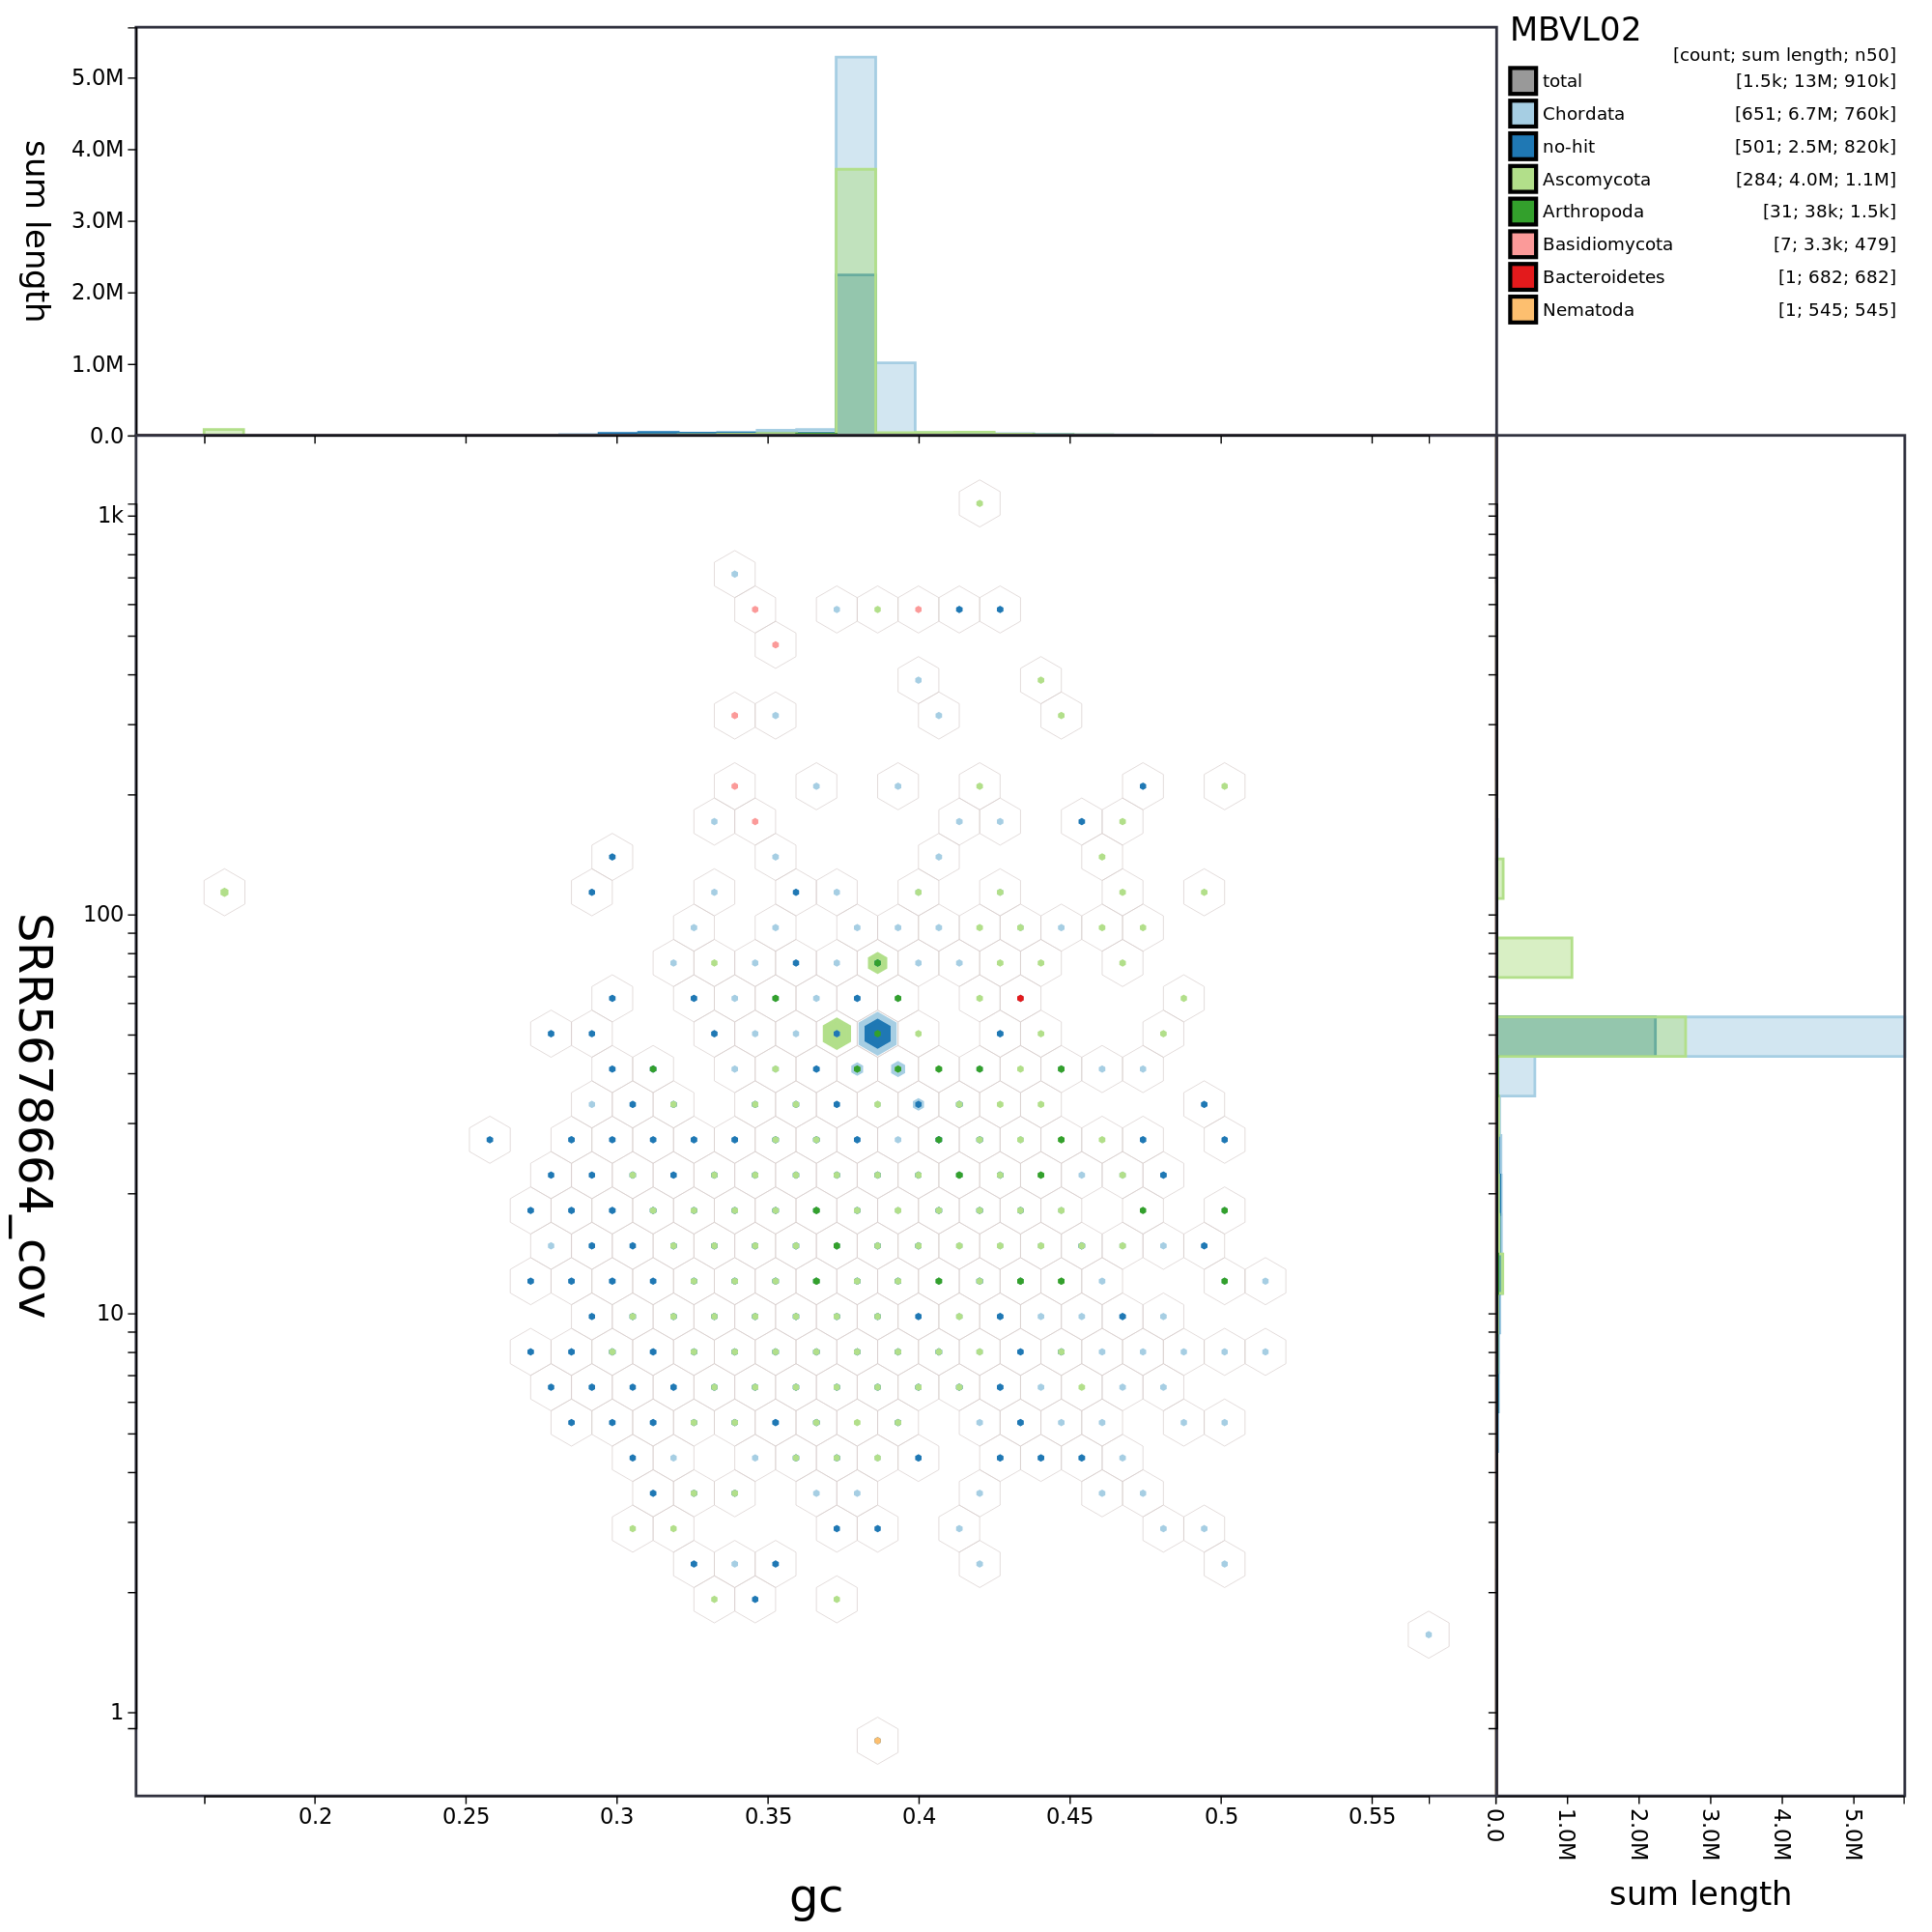 MBVL02
[count; sum length; n50]
total [1.5k; 13M; 910k]
Chordata [651; 6.7M; 760k]
no-hit [501; 2.5M; 820k]
Ascomycota [284; 4.0M; 1.1M]
Arthropoda [31; 38k; 1.5k]
Basidiomycota [7; 3.3k; 479]
Bacteroidetes [1; 682; 682]
Nematoda [1; 545; 545]
sum length
5.0M
4.0M
3.0M
2.0M
1.0M
0.0
SRR5678664_cov
1k
100
10
1
0.2 0.25 0.3 0.35 0.4 0.45 0.5 0.55
gc
0.0 1.0M 2.0M 3.0M 4.0M 5.0M
sum length